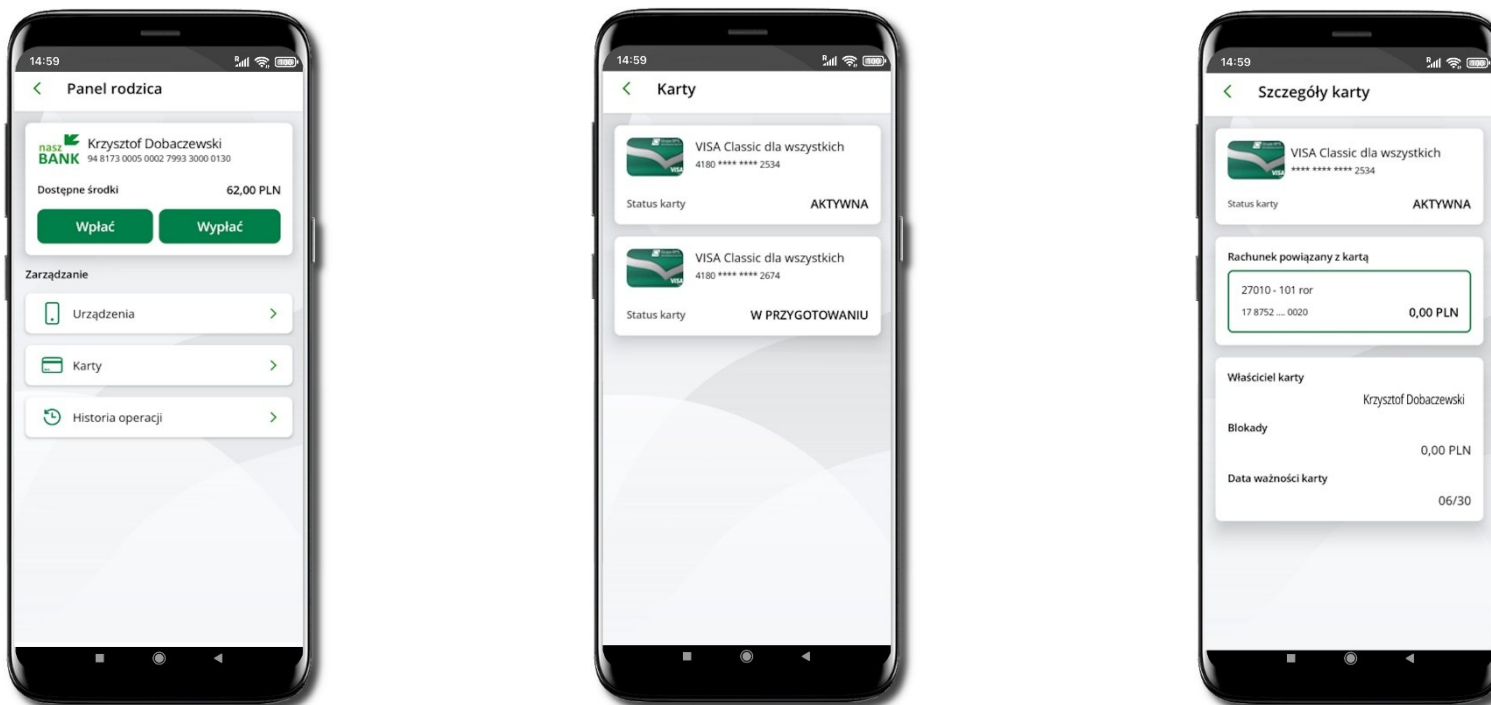 14:59
Panel rodzica
nasz BANK
Krzysztof Dobaczewski
94 8173 0005 0002 7993 3000 0130
Dostępne środki 62,00 PLN
Wpłać Wypłać
Zarządzanie
Urządzenia
Karty
Historia operacji
14:59
Karty
VISA Classic dla wszystkich
4180 **** **** 2534
VISA
Status karty AKTYWNA
VISA Classic dla wszystkich
4180 **** **** 2674
VISA
Status karty W PRZYGOTOWANIU
14:59
Szczegóły karty
VISA Classic dla wszystkich
**** **** **** 2534
VISA
Status karty AKTYWNA
Rachunek powiązany z kartą
27010 - 101 ror
17 8752 .... 0020 0,00 PLN
Właściciel karty
Krzysztof Dobaczewski
Blokady
0,00 PLN
Data ważności karty
06/30